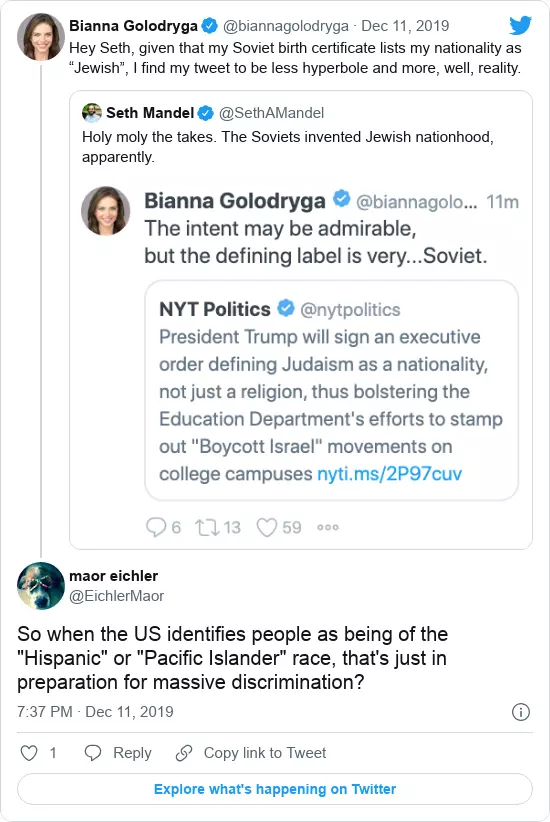 Bianna Golodryga @biannagolodryga · Dec 11, 2019
Hey Seth, given that my Soviet birth certificate lists my nationality as
“Jewish”, I find my tweet to be less hyperbole and more, well, reality.
Seth Mandel @SethAMandel
Holy moly the takes. The Soviets invented Jewish nationhood,
apparently.
Bianna Golodryga @biannagolo... 11m
The intent may be admirable,
but the defining label is very...Soviet.
NYT Politics @nytpolitics
President Trump will sign an executive
order defining Judaism as a nationality,
not just a religion, thus bolstering the
Education Department's efforts to stamp
out "Boycott Israel" movements on
college campuses nyti.ms/2P97cuv
6 13 59
maor eichler
@EichlerMaor
So when the US identifies people as being of the
"Hispanic" or "Pacific Islander" race, that's just in
preparation for massive discrimination?
7:37 PM · Dec 11, 2019
1 Reply Copy link to Tweet
Explore what's happening on Twitter